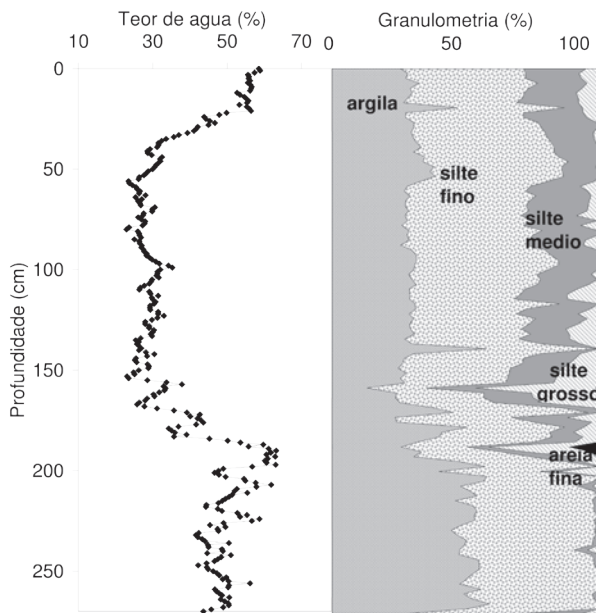 Teor de agua (%)
10 30 50 70
Profundidade (cm)
0
50
100
150
200
250
Granulometria (%)
0 50 100
argila
silte
fino
silte
medio
silte
grosso
areia
fina